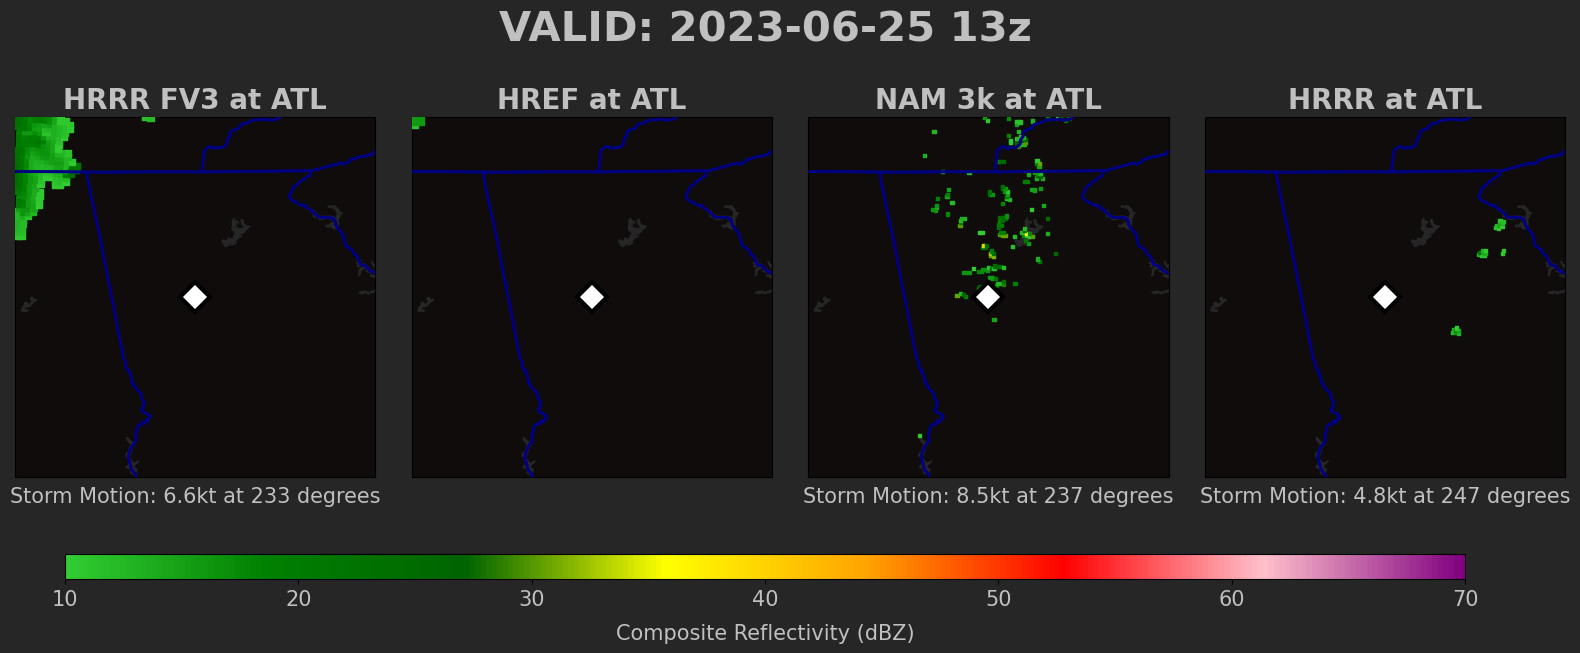 VALID: 2023-06-25 13z
HRRR FV3 at ATL
HREF at ATL
NAM 3k at ATL
HRRR at ATL
Storm Motion: 6.6kt at 233 degrees
Storm Motion: 8.5kt at 237 degrees
Storm Motion: 4.8kt at 247 degrees
10 20 30 40 50 60 70
Composite Reflectivity (dBZ)